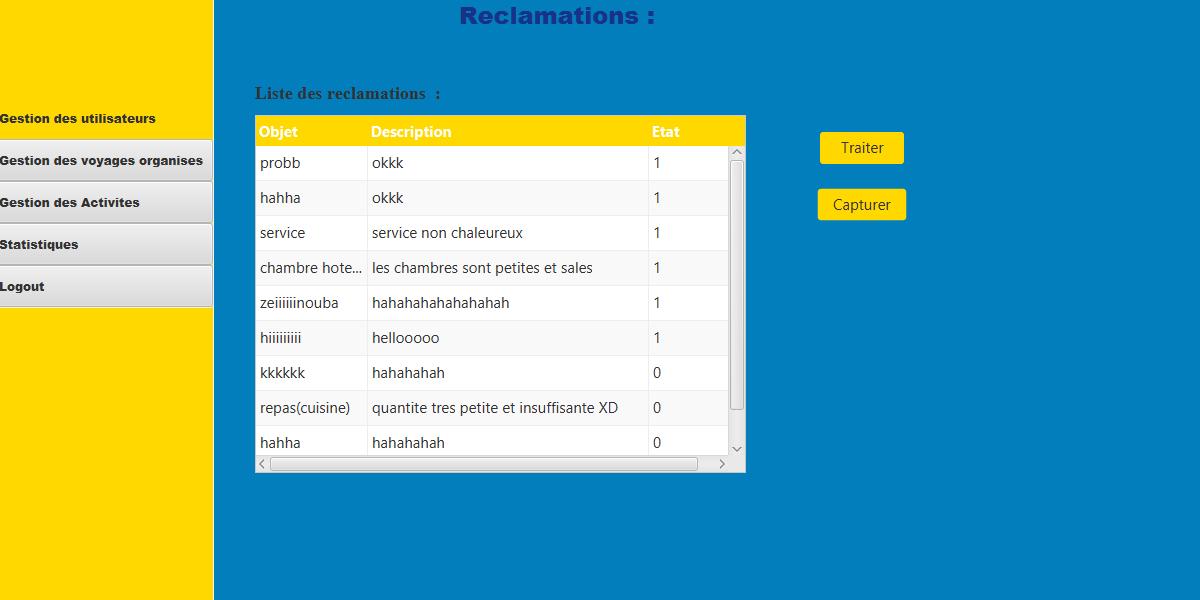 Reclamations :
Gestion des utilisateurs
Gestion des voyages organises
Gestion des Activites
Statistiques
Logout
Liste des reclamations :
Objet Description Etat
probb okkk 1
hahha okkk 1
service service non chaleureux 1
chambre hote... les chambres sont petites et sales 1
zeiiiiiinouba hahahahahahahahah 1
hiiiiiiiii hellooooo 1
kkkkkk hahahahah 0
repas(cuisine) quantite tres petite et insuffisante XD 0
hahha hahahahah 0
Traiter
Capturer